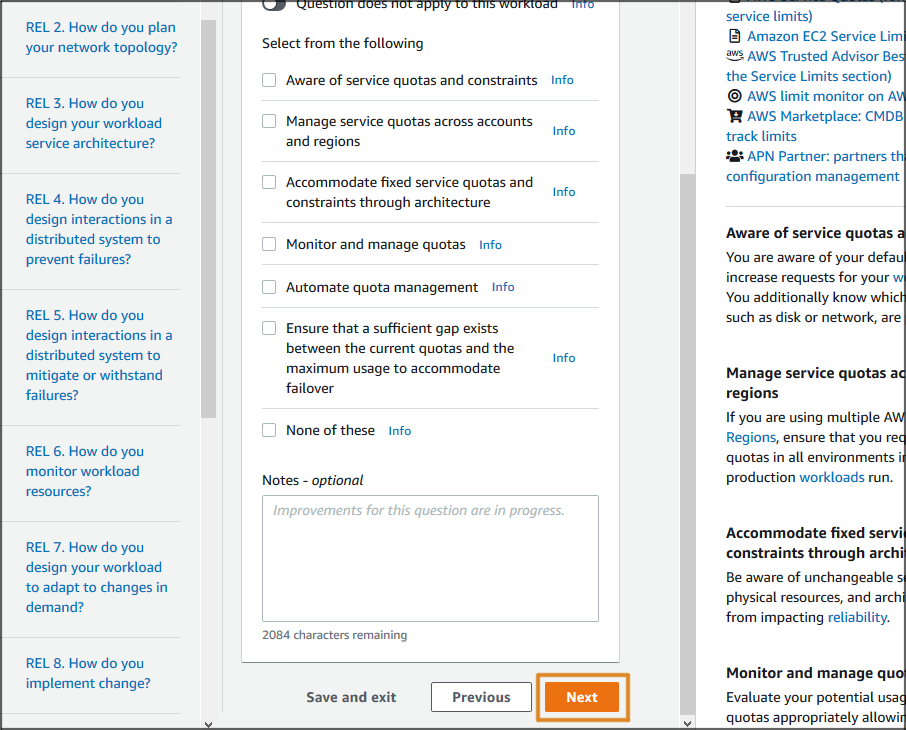 REL 2. How do you plan
your network topology?
REL 3. How do you
design your workload
service architecture?
REL 4. How do you
design interactions in a
distributed system to
prevent failures?
REL 5. How do you
design interactions in a
distributed system to
mitigate or withstand
failures?
REL 6. How do you
monitor workload
resources?
REL 7. How do you
design your workload
to adapt to changes in
demand?
REL 8. How do you
implement change?
Question does not apply to this workload Info
Select from the following
Aware of service quotas and constraints Info
Manage service quotas across accounts
and regions
Info
Accommodate fixed service quotas and
constraints through architecture
Info
Monitor and manage quotas Info
Automate quota management Info
Ensure that a sufficient gap exists
between the current quotas and the
maximum usage to accommodate
failover
Info
None of these Info
Notes - optional
Improvements for this question are in progress.
2084 characters remaining
Save and exit
Previous
Next
service limits)
Amazon EC2 Service Limi
aws AWS Trusted Advisor Bes
the Service Limits section)
AWS limit monitor on AW
AWS Marketplace: CMDB
track limits
APN Partner: partners tha
configuration management
Aware of service quotas a
You are aware of your defau
increase requests for your w
You additionally know which
such as disk or network, are
Manage service quotas ac
regions
If you are using multiple AW
Regions, ensure that you req
quotas in all environments in
production workloads run.
Accommodate fixed servic
constraints through archi
Be aware of unchangeable se
physical resources, and archi
from impacting reliability.
Monitor and manage quo
Evaluate your potential usag
quotas appropriately allowin